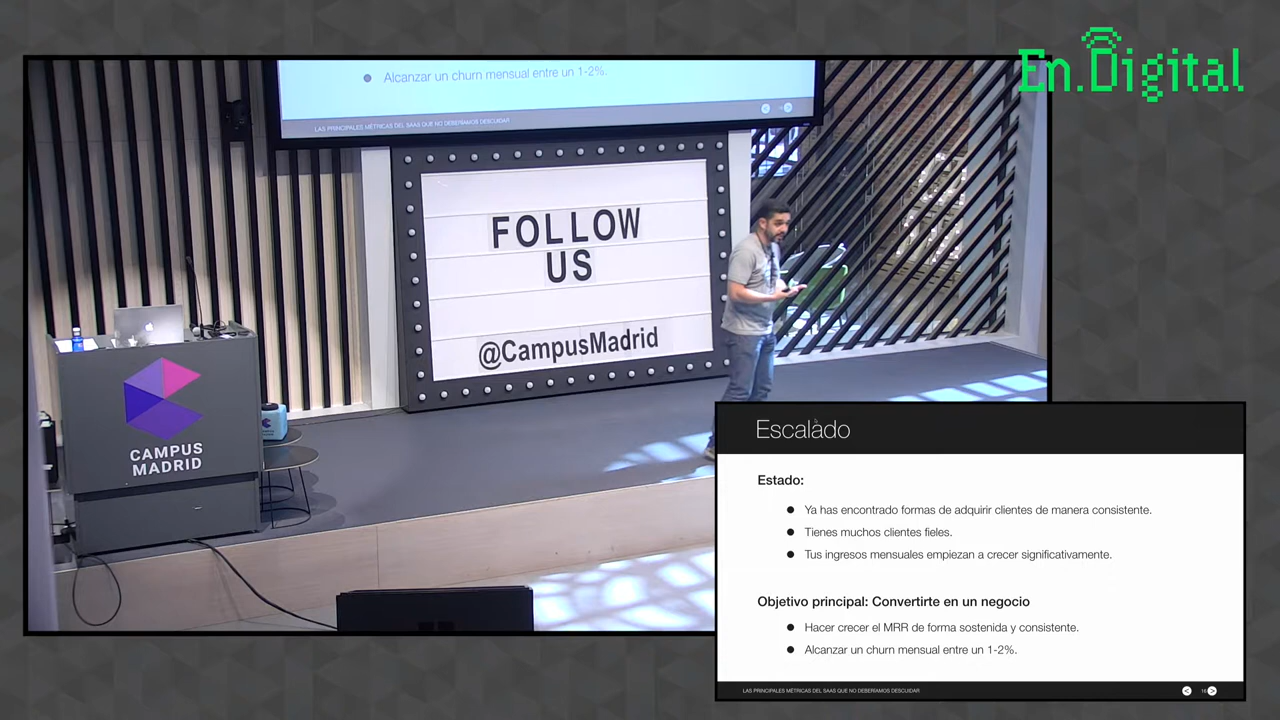 En.Digital
Alcanzar un churn mensual entre un 1-2%.
LAS PRINCIPALES MÉTRICAS DEL SAAS QUE NO DEBERÍAMOS DESCUIDAR
FOLLOW
US
@CampusMadrid
CAMPUS
MADRID
Escalado
Estado:
Ya has encontrado formas de adquirir clientes de manera consistente.
Tienes muchos clientes fieles.
Tus ingresos mensuales empiezan a crecer significativamente.
Objetivo principal: Convertirte en un negocio
Hacer crecer el MRR de forma sostenida y consistente.
Alcanzar un churn mensual entre un 1-2%.
LAS PRINCIPALES MÉTRICAS DEL SAAS QUE NO DEBERÍAMOS DESCUIDAR